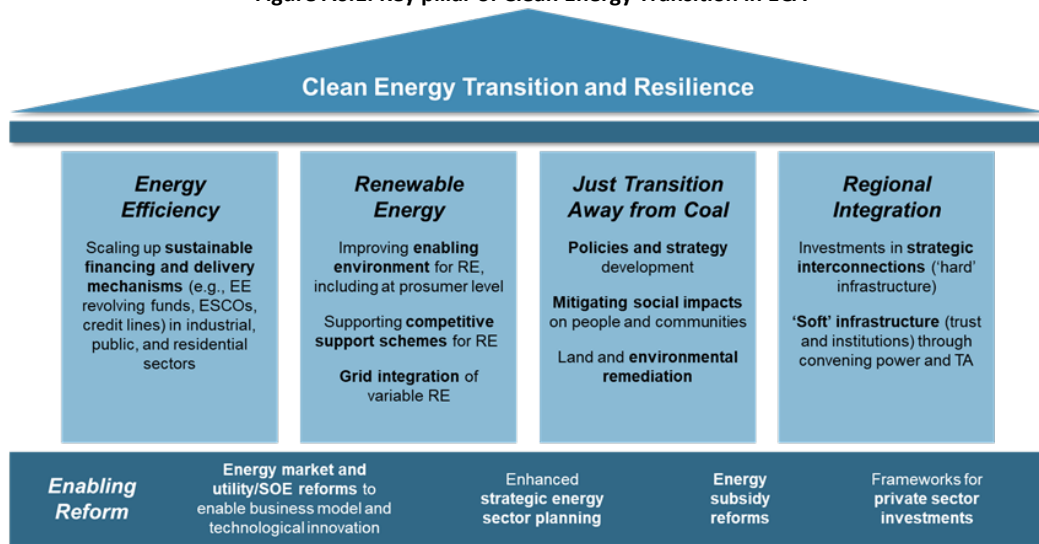 Clean Energy Transition and Resilience
Energy
Efficiency
Scaling up sustainable
financing and delivery
mechanisms (e.g., EE
revolving funds, ESCOs,
credit lines) in industrial,
public, and residential
sectors
Renewable
Energy
Improving enabling
environment for RE,
including at prosumer level
Supporting competitive
support schemes for RE
Grid integration of
variable RE
Just Transition
Away from Coal
Policies and strategy
development
Mitigating social impacts
on people and communities
Land and environmental
remediation
Regional
Integration
Investments in strategic
interconnections (‘hard’
infrastructure)
‘Soft’ infrastructure (trust
and institutions) through
convening power and TA
Enabling
Reform
Energy market and
utility/SOE reforms to
enable business model and
technological innovation
Enhanced
strategic energy
sector planning
Energy
subsidy
reforms
Frameworks for
private sector
investments